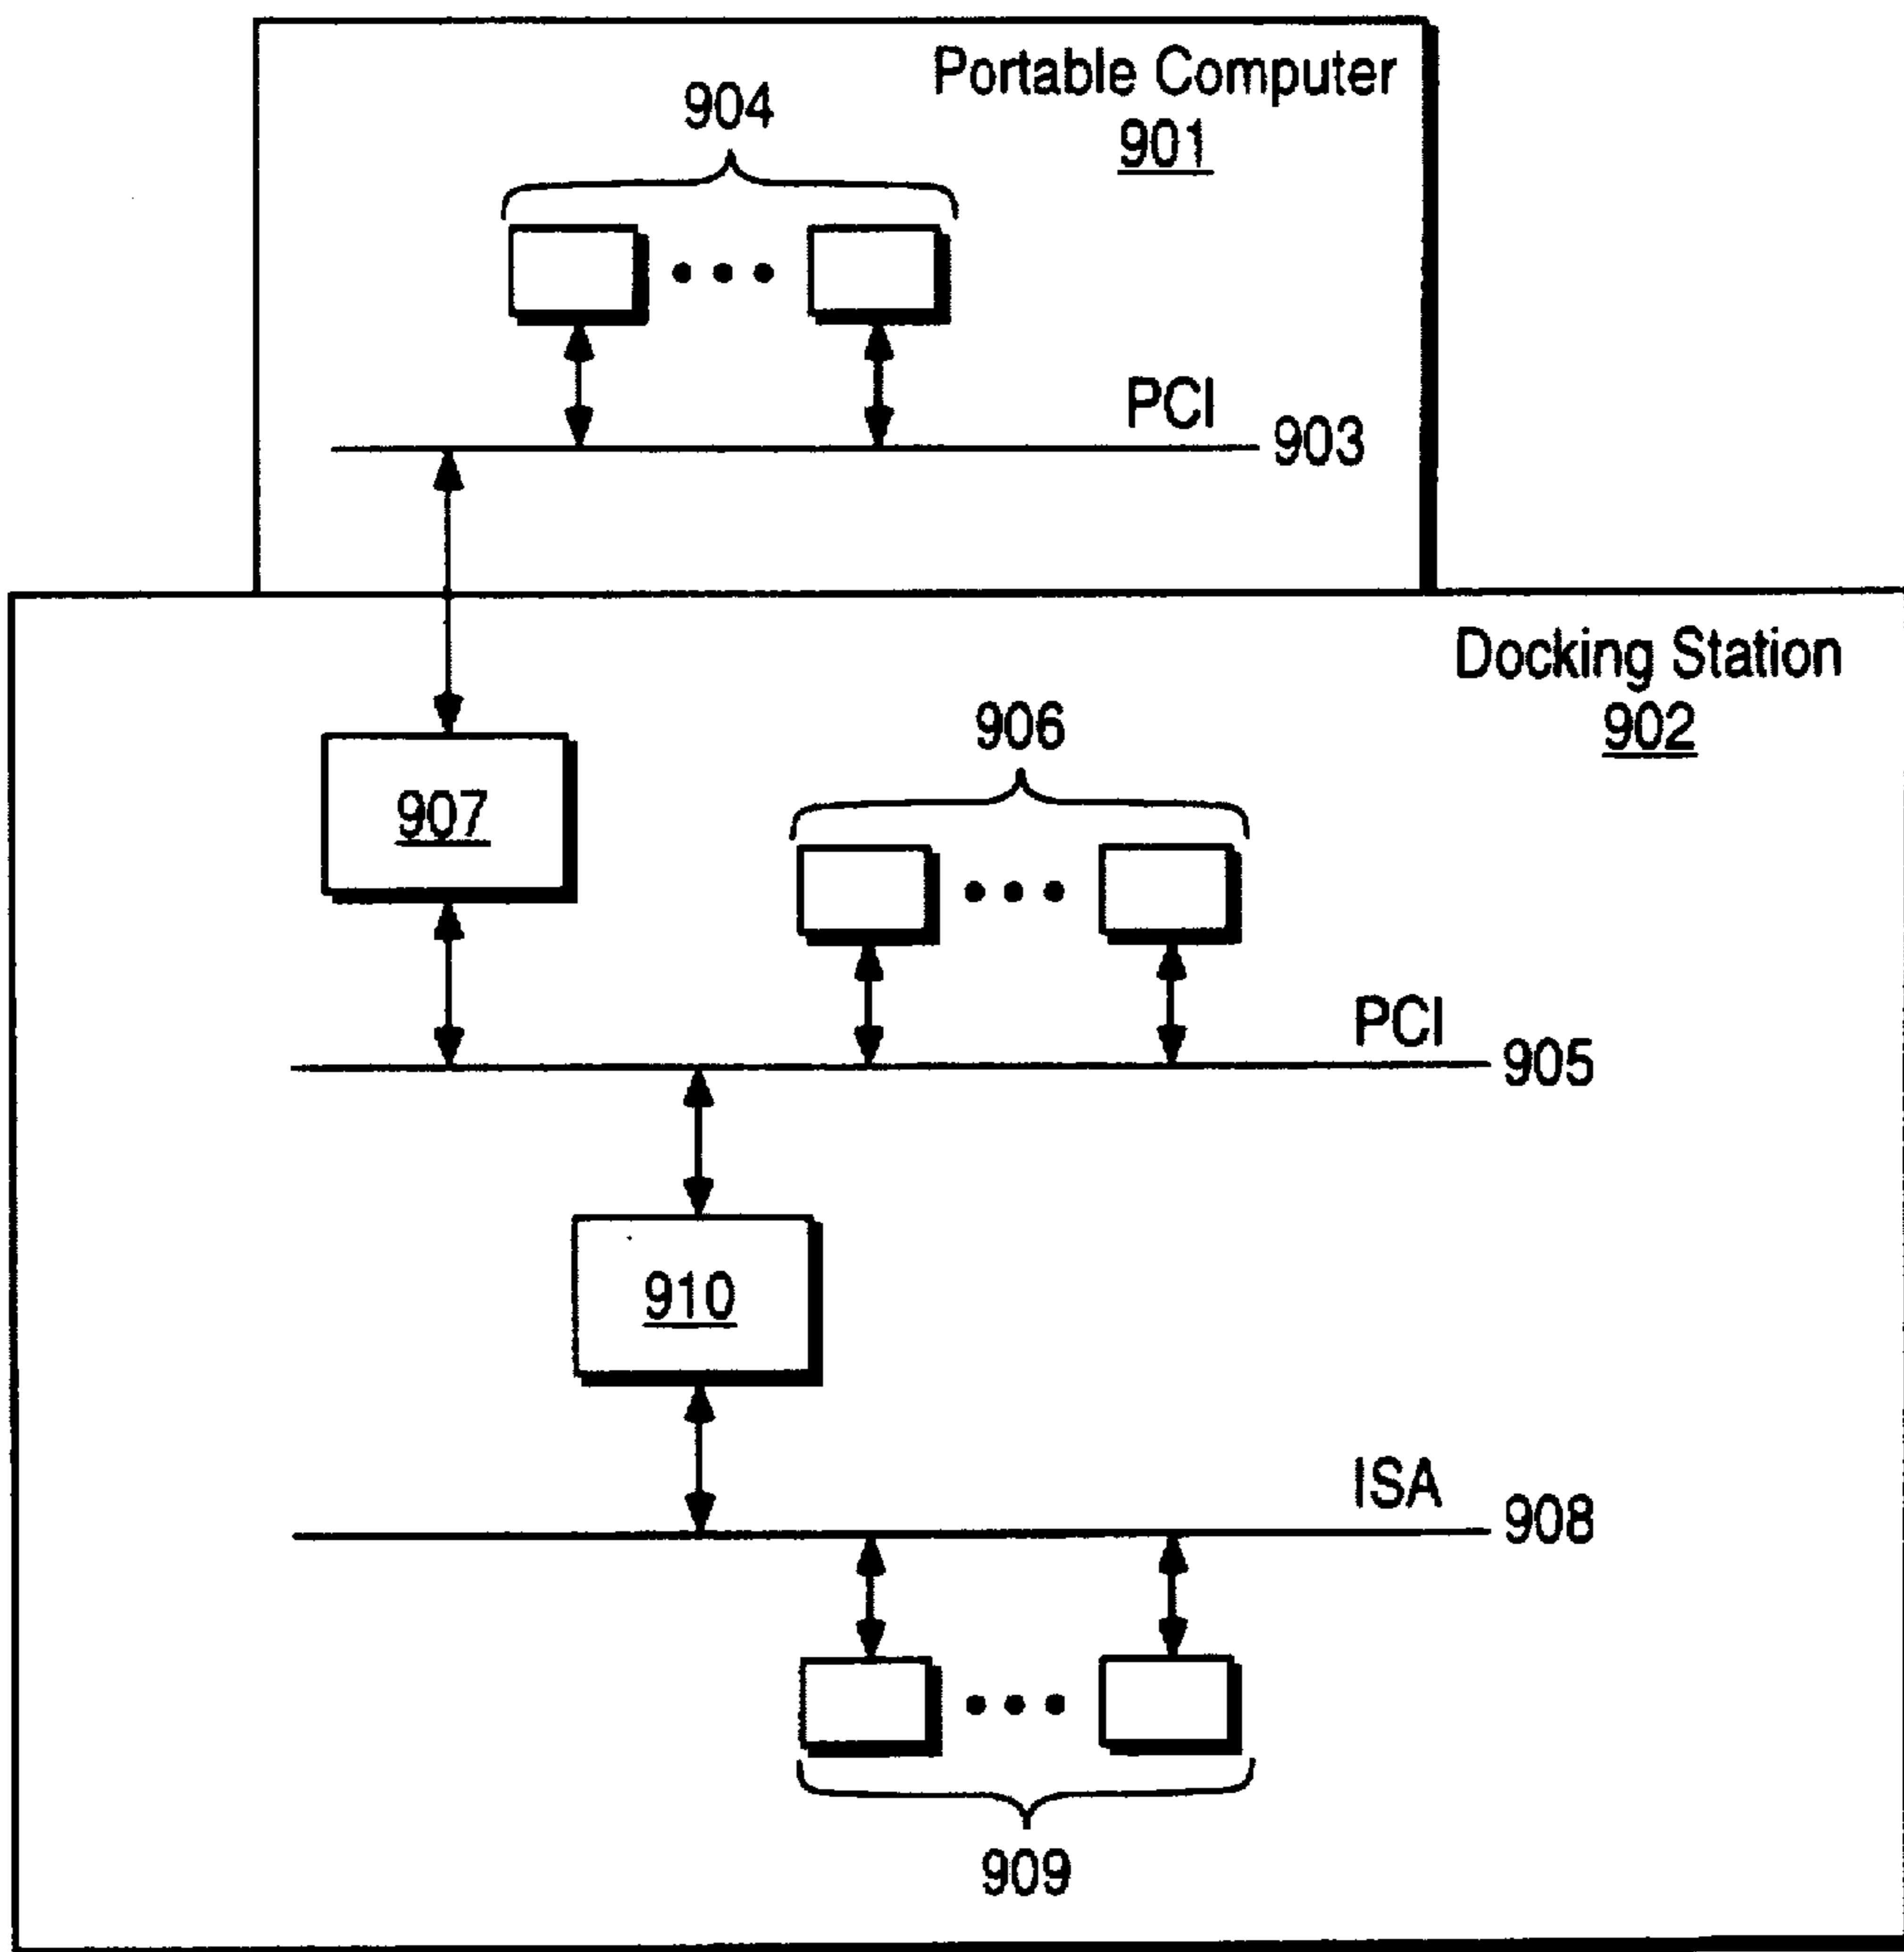 Portable Computer
901
904
PCI
903
Docking Station
902
906
907
PCI
905
910
ISA
908
909